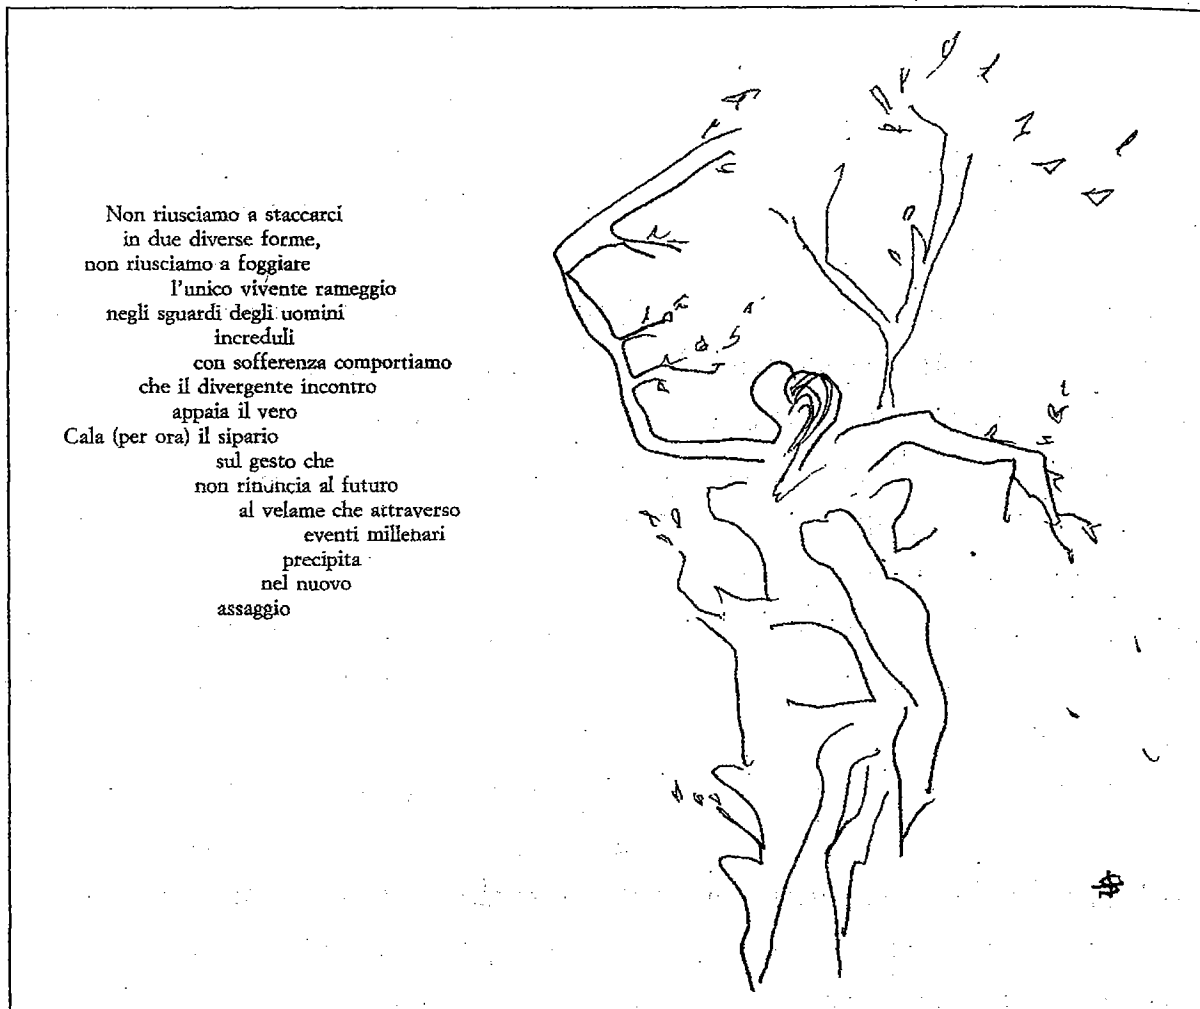 Non riusciamo a staccarci
in due diverse forme,
non riusciamo a foggiare
l'unico vivente rameggio
negli sguardi degli uomini
increduli
con sofferenza comportiamo
che il divergente incontro
appaia il vero
Cala (per ora) il sipario
sul gesto che
non rinuncia al futuro
al velame che attraverso
eventi millenari
precipita
nel nuovo
assaggio